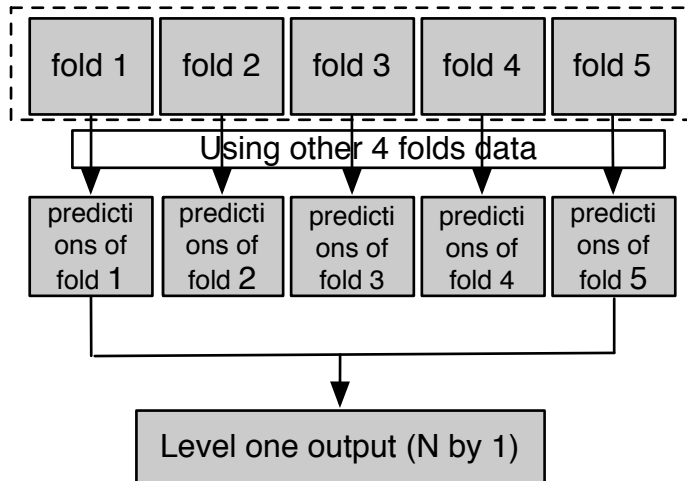 fold 1
fold 2
fold 3
fold 4
fold 5
Using other 4 folds data
predicti
ons of
fold 1
predicti
ons of
fold 2
predicti
ons of
fold 3
predicti
ons of
fold 4
predicti
ons of
fold 5
Level one output (N by 1)